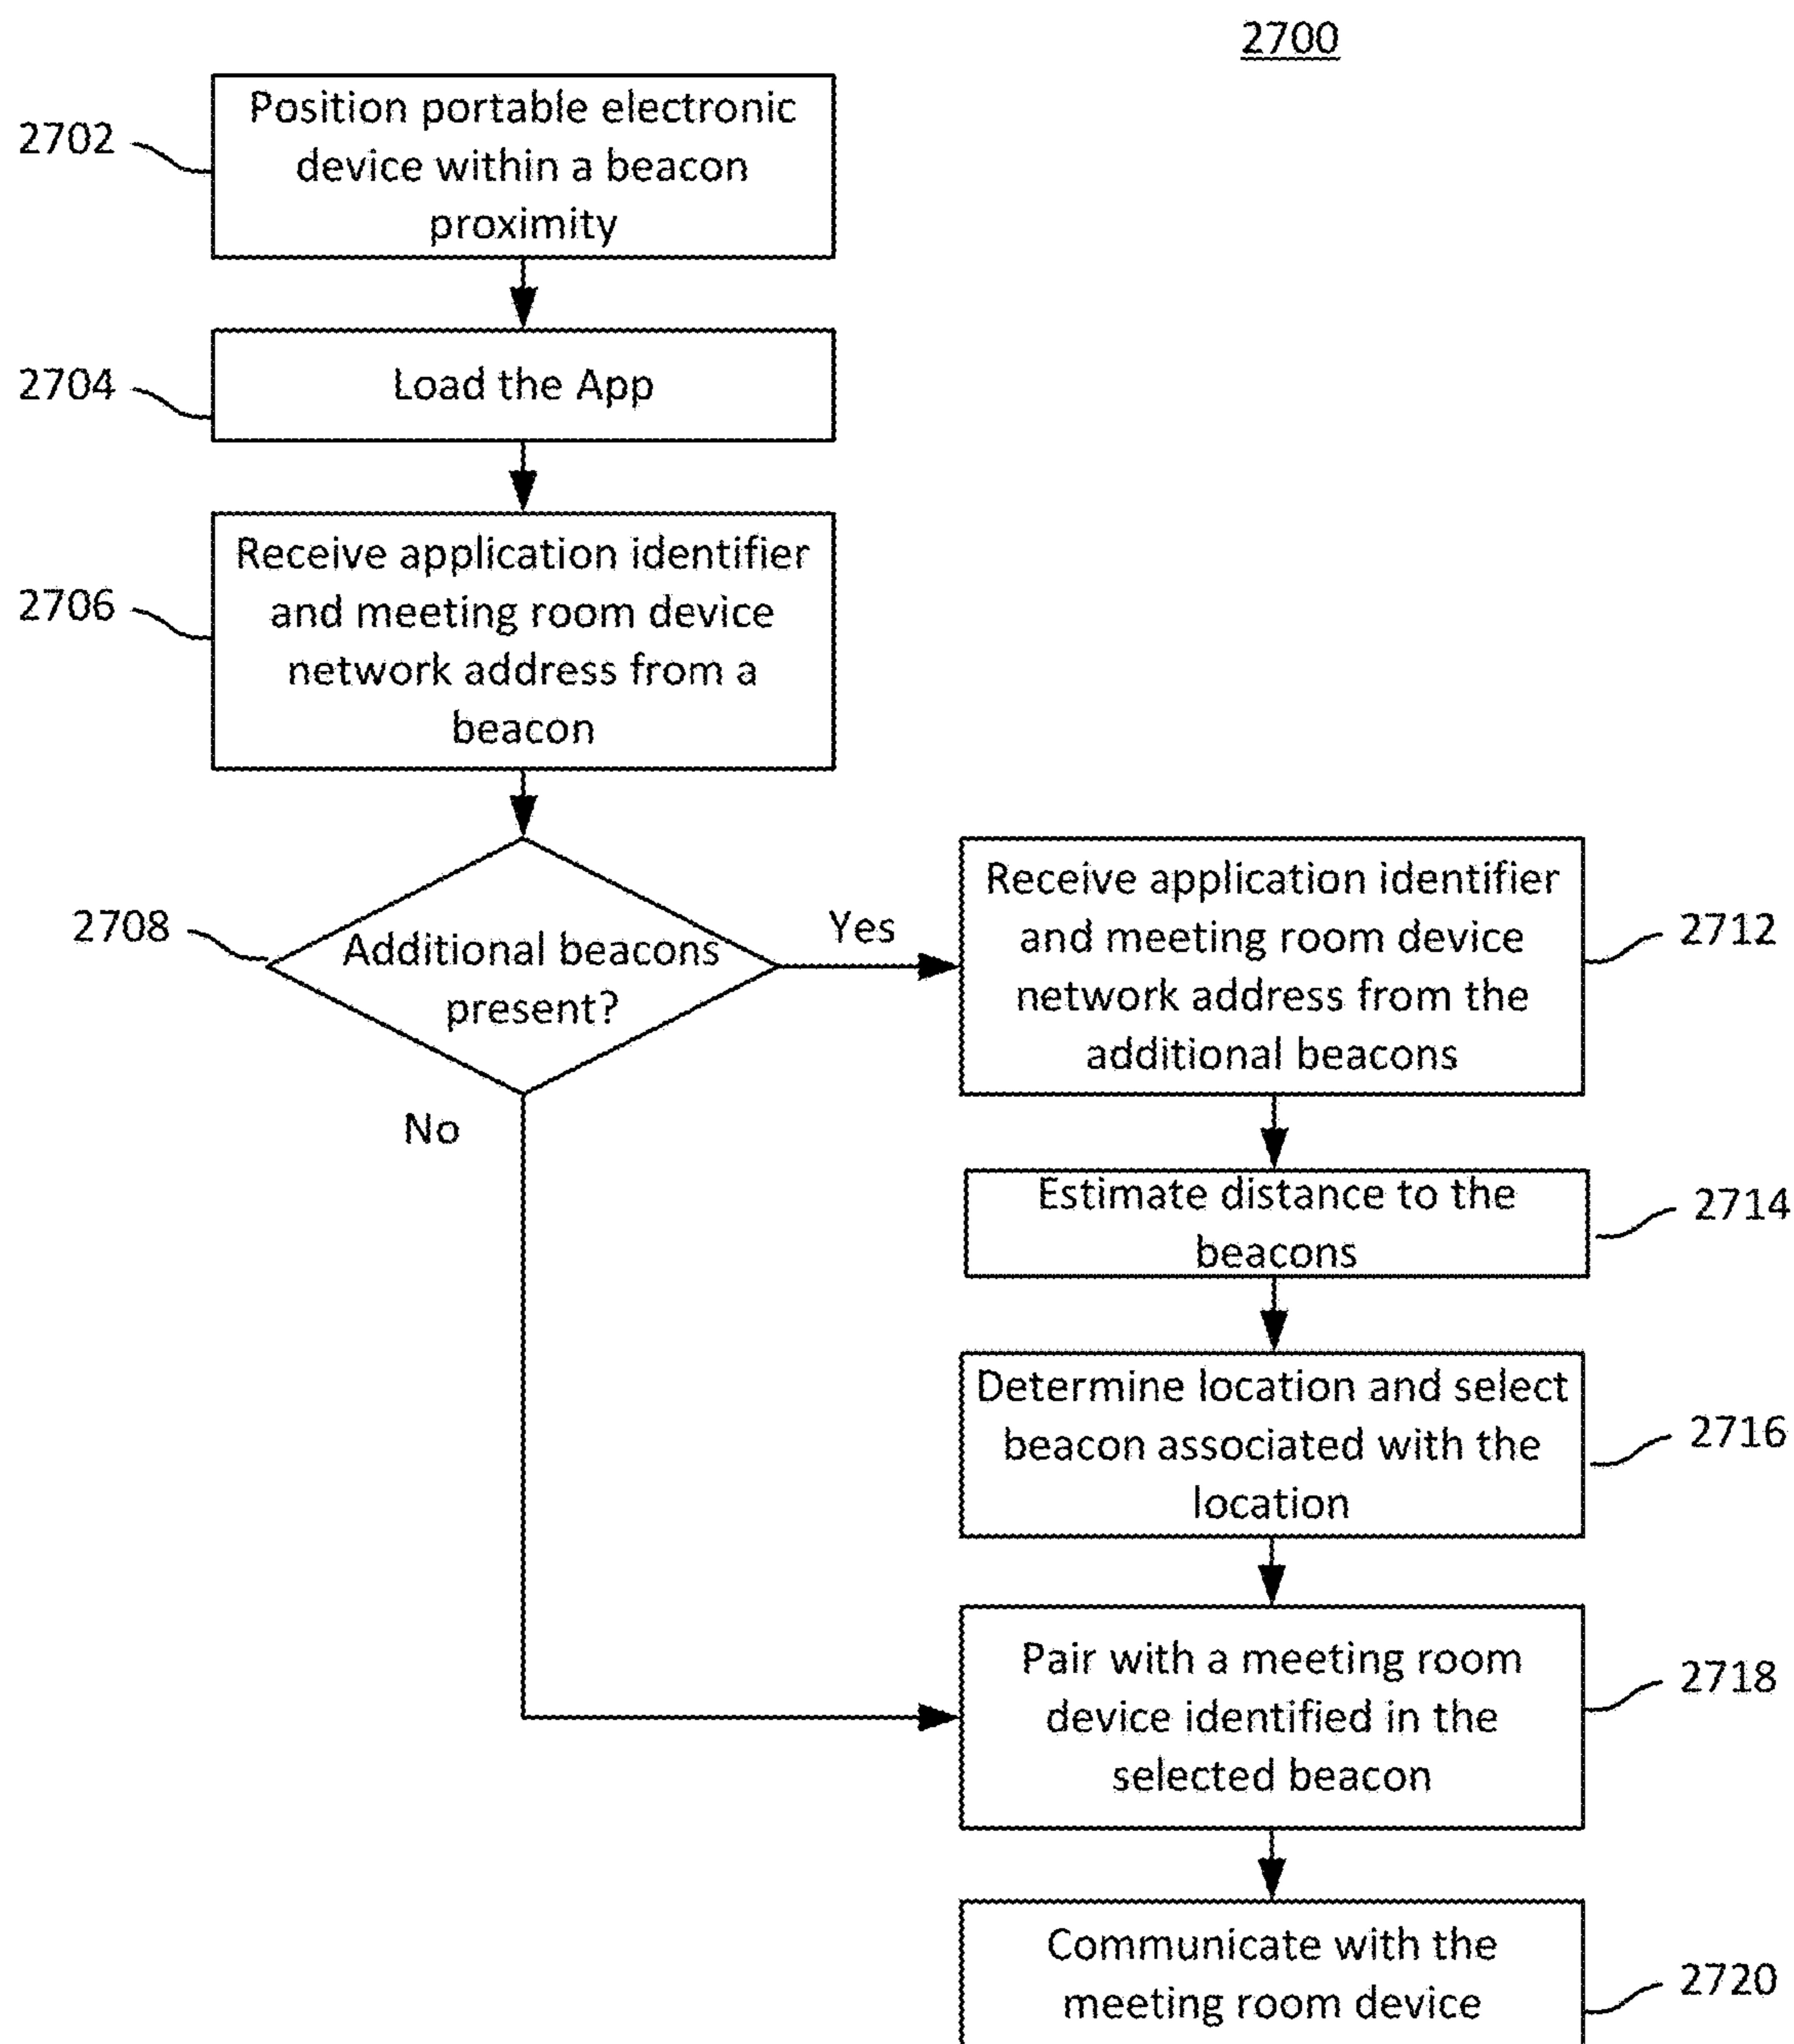 2700
2702
Position portable electronic
device within a beacon
proximity
2704
Load the App
2706
Receive application identifier
and meeting room device
network address from a
beacon
2708
Additional beacons
present?
Yes
No
Receive application identifier
and meeting room device
network address from the
additional beacons
2712
Estimate distance to the
beacons
2714
Determine location and select
beacon associated with the
location
2716
Pair with a meeting room
device identified in the
selected beacon
2718
Communicate with the
meeting room device
2720